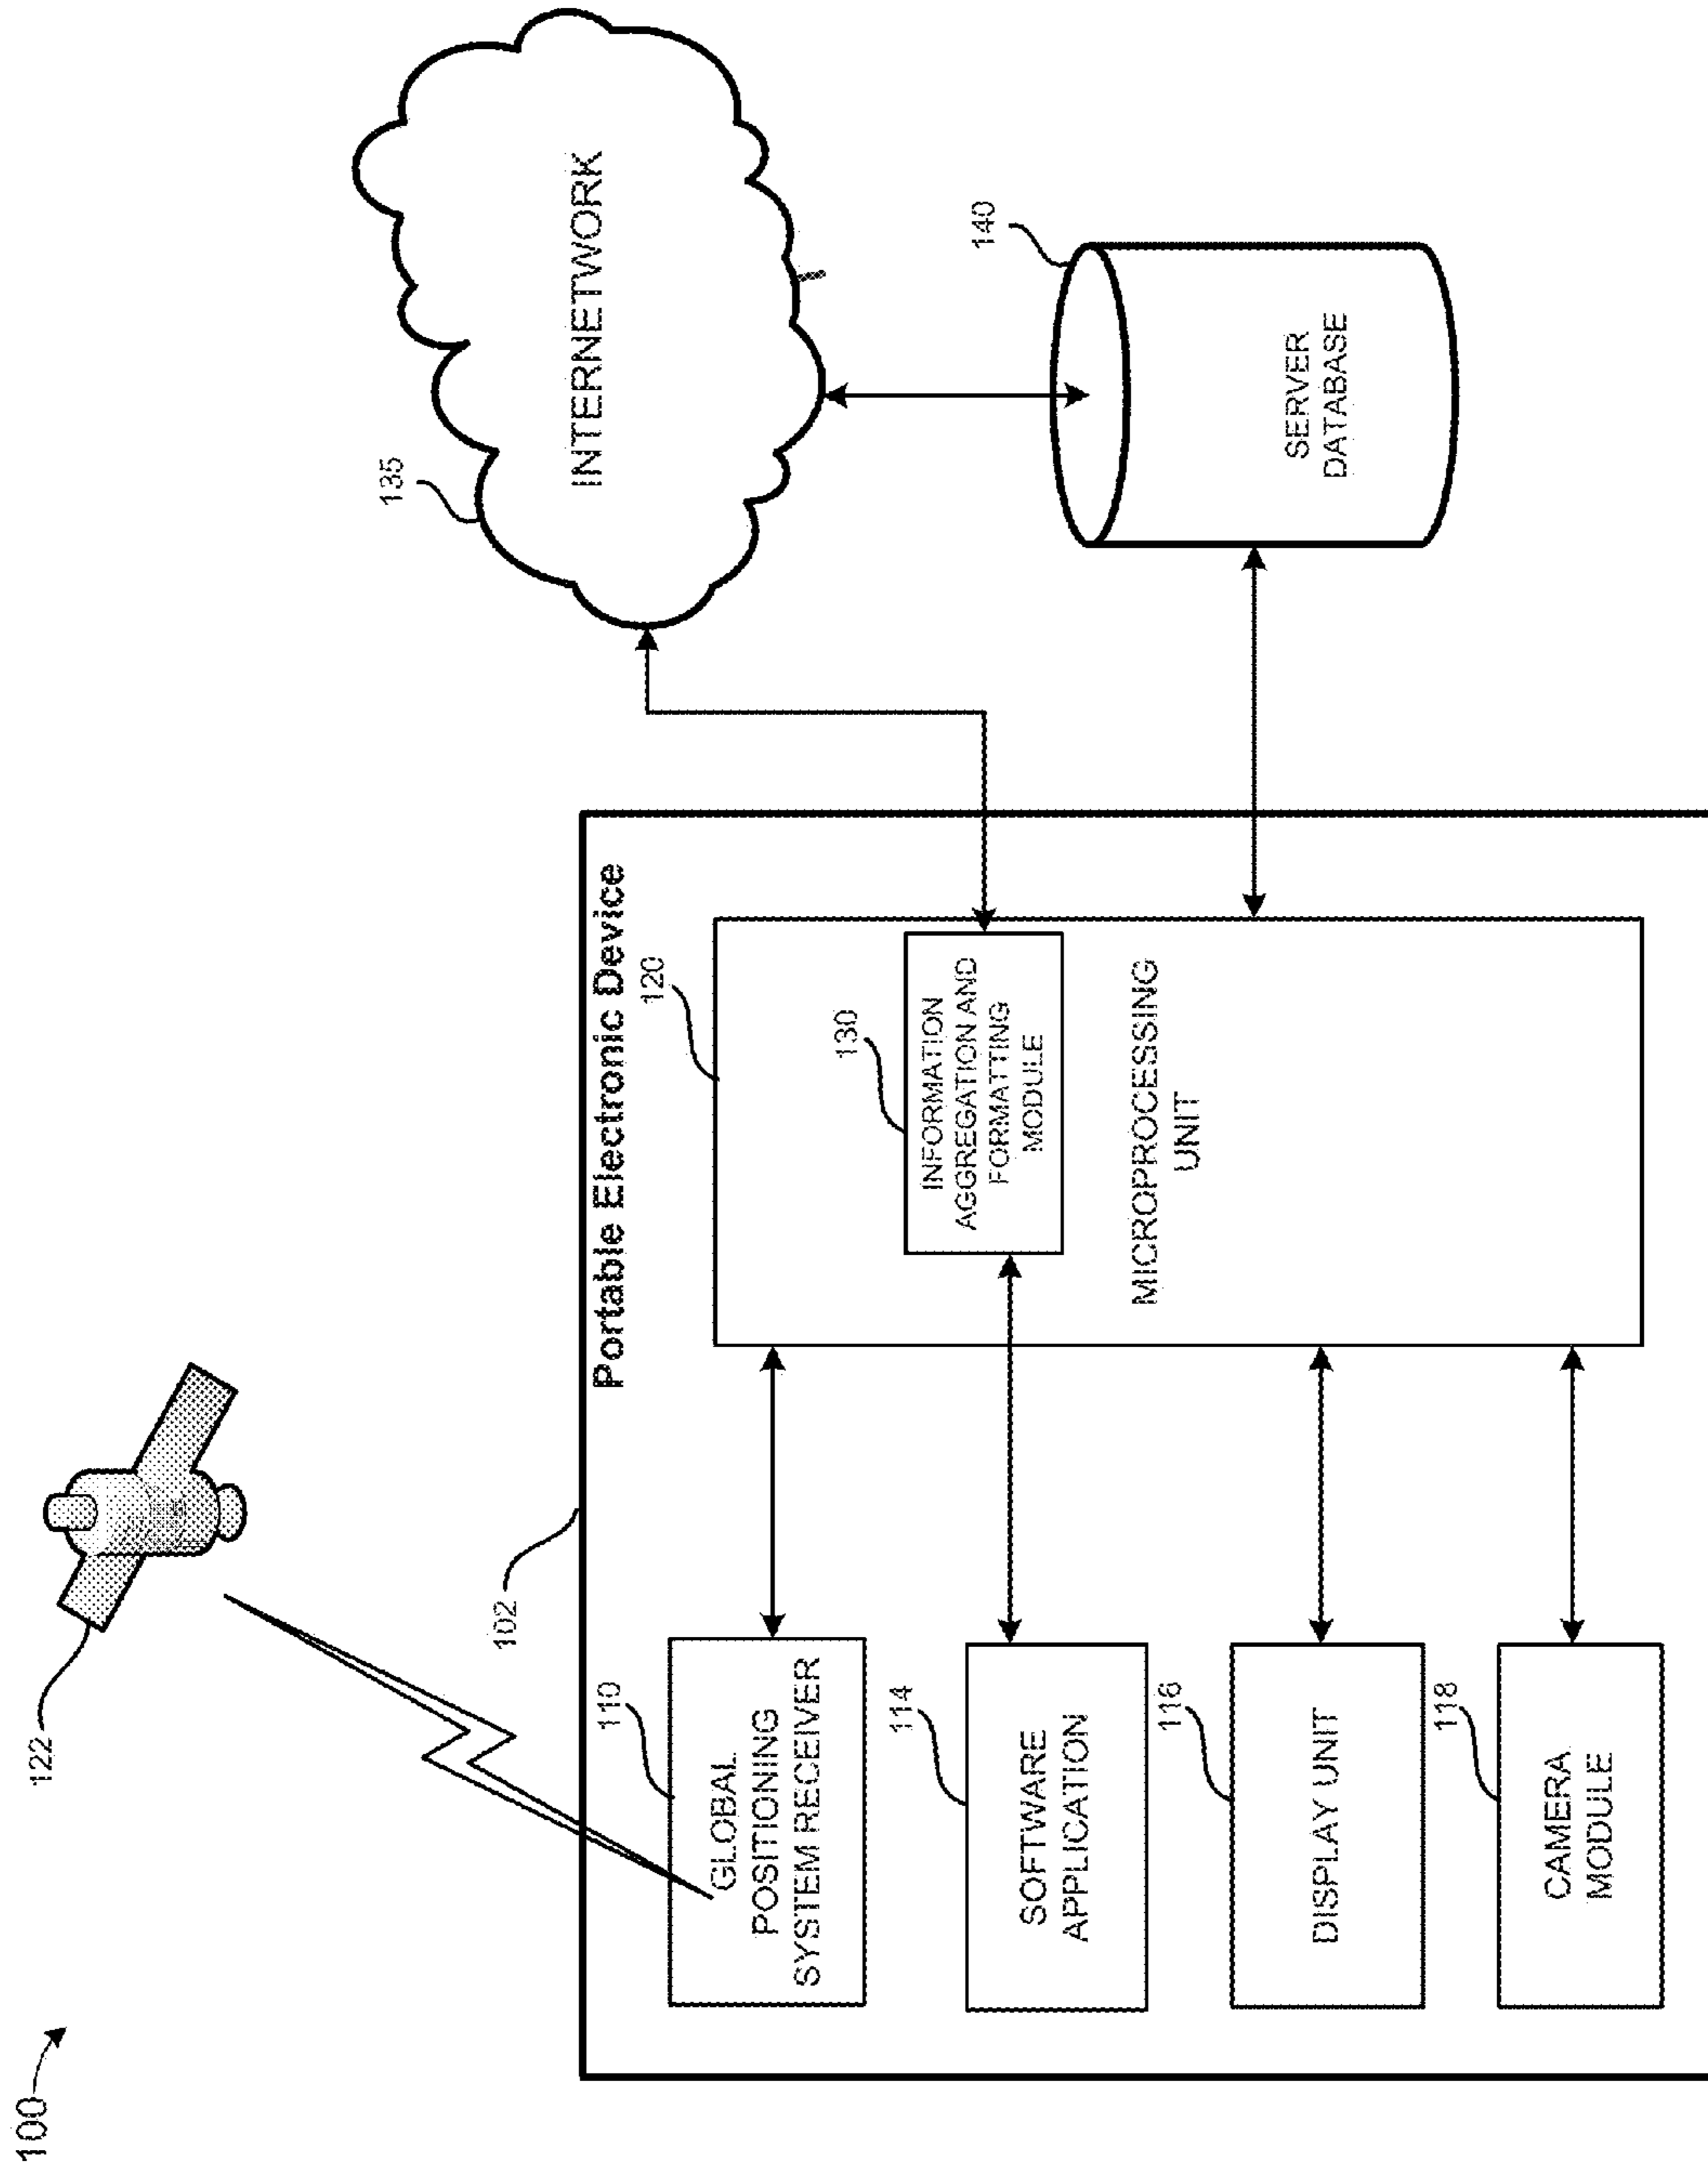 100
122
102
Portable Electronic Device
110
GLOBAL
POSITIONING
SYSTEM RECEIVER
114
SOFTWARE
APPLICATION
116
DISPLAY UNIT
118
CAMERA
MODULE
120
130
INFORMATION
AGGREGATION AND
FORMATTING
MODULE
MICROPROCESSING
UNIT
135
INTERNETWORK
140
SERVER
DATABASE